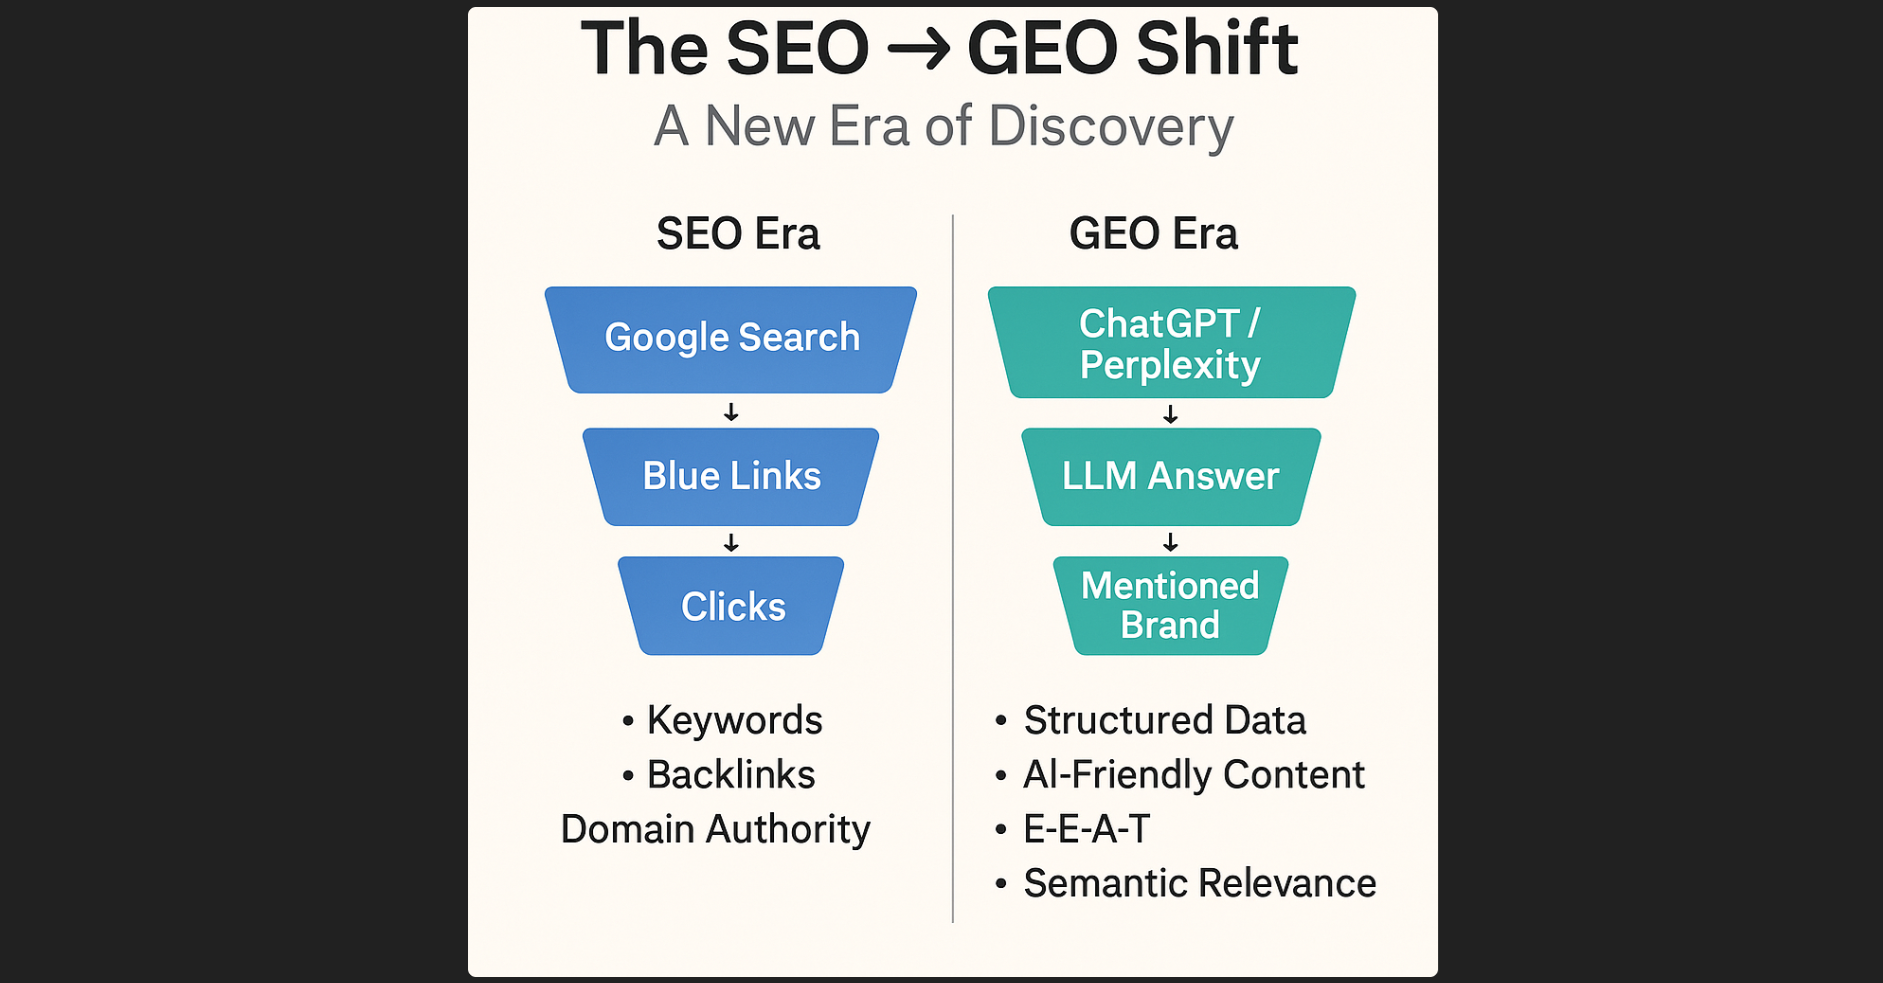 The SEO → GEO Shift
A New Era of Discovery
SEO Era
Google Search
↓
Blue Links
↓
Clicks
• Keywords
• Backlinks
Domain Authority
GEO Era
ChatGPT /
Perplexity
↓
LLM Answer
↓
Mentioned
Brand
• Structured Data
• AI-Friendly Content
• E-E-A-T
• Semantic Relevance